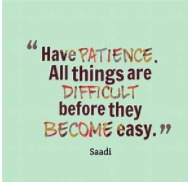 “ Have PATIENCE.
All things are
DIFFICULT
before they
BECOME easy. ”
Saadi